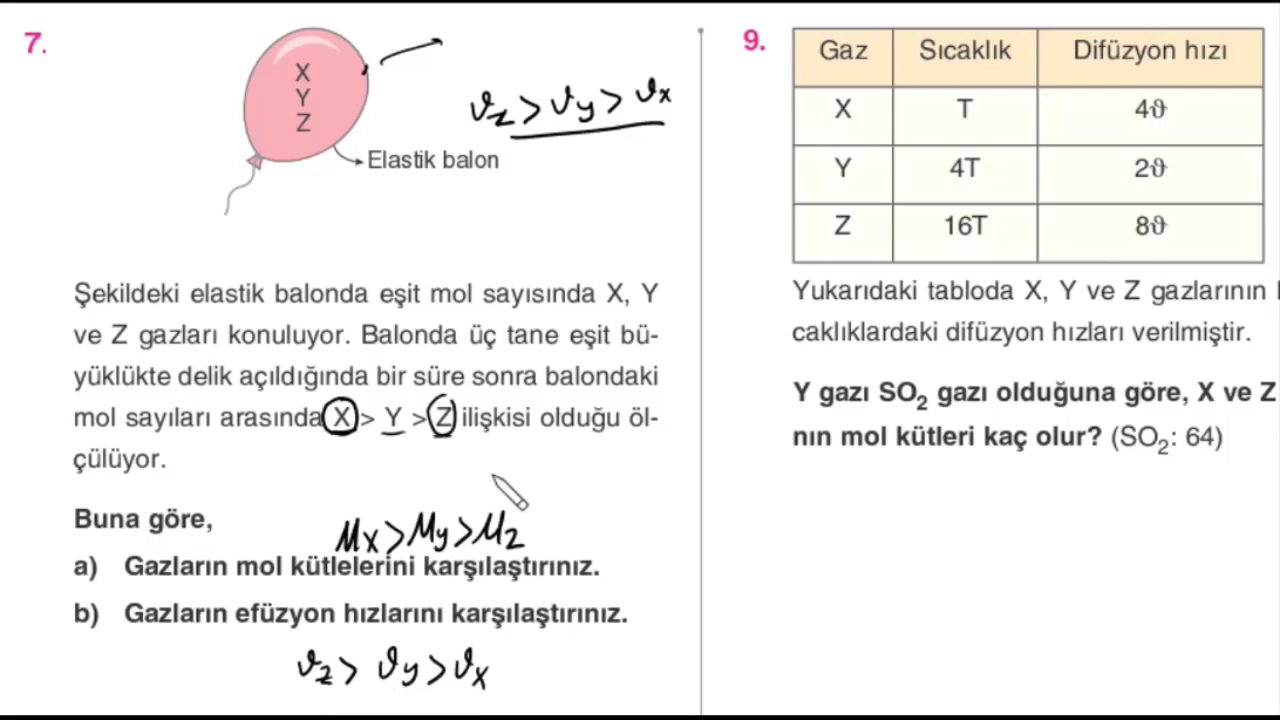 7.
X
Y
Z
Elastik balon
ϑz > ϑy > ϑx
Şekildeki elastik balonda eşit mol sayısında X, Y
ve Z gazları konuluyor. Balonda üç tane eşit bü-
yüklükte delik açıldığında bir süre sonra balondaki
mol sayıları arasında X > Y > Z ilişkisi olduğu öl-
çülüyor.
Buna göre,
Mx > My > Mz
a) Gazların mol kütlelerini karşılaştırınız.
b) Gazların efüzyon hızlarını karşılaştırınız.
ϑz > ϑy > ϑx
9.
Gaz Sıcaklık Difüzyon hızı
X T 4ϑ
Y 4T 2ϑ
Z 16T 8ϑ
Yukarıdaki tabloda X, Y ve Z gazlarının
caklıklardaki difüzyon hızları verilmiştir.
Y gazı SO₂ gazı olduğuna göre, X ve Z
nın mol kütleri kaç olur? (SO₂: 64)